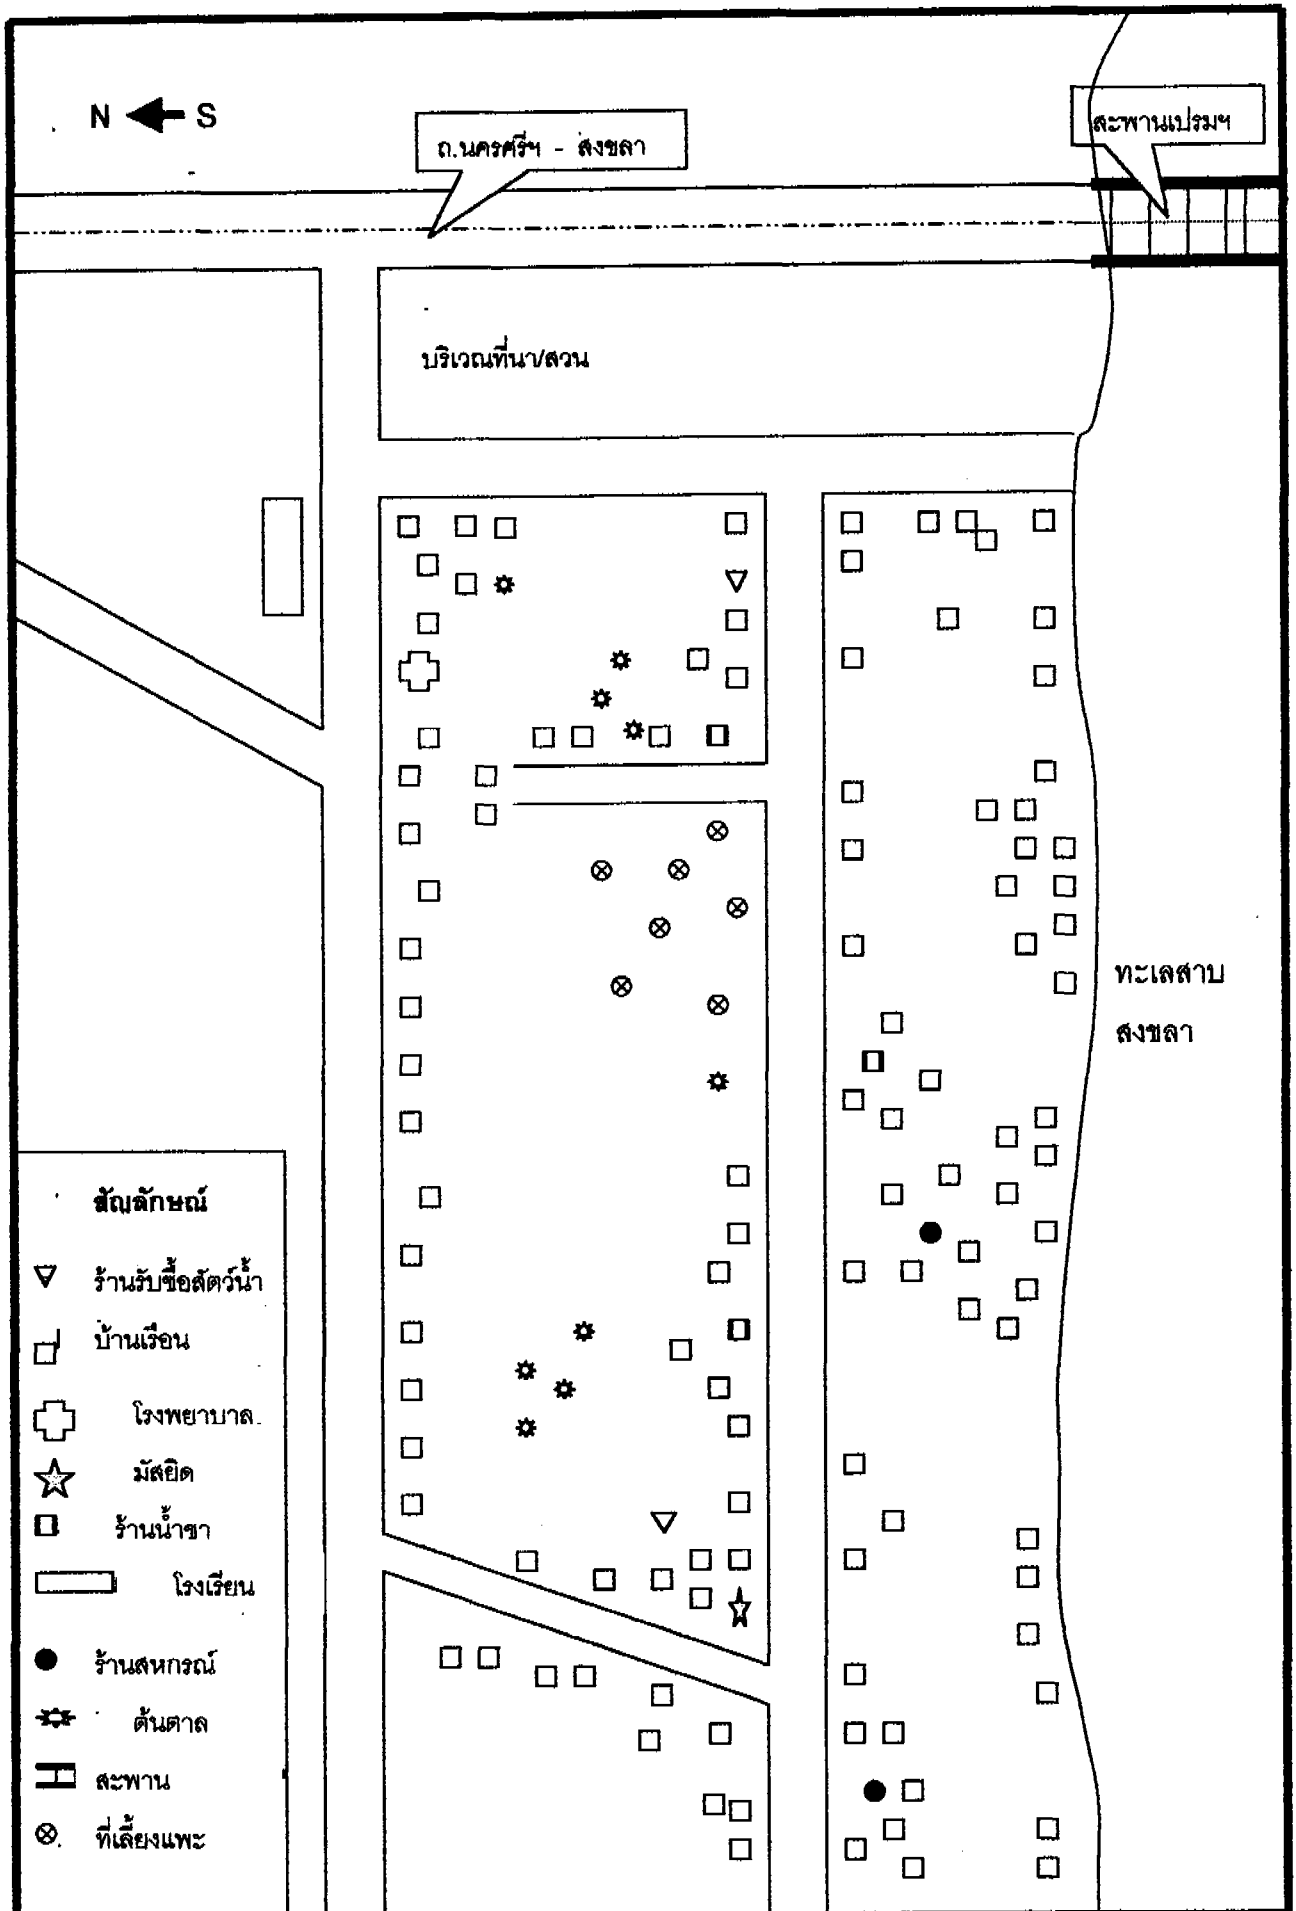 N S
ถ.นครศรีฯ - สงขลา
สะพานเปรมฯ
บริเวณที่นา/สวน
ทะเลสาบ
สงขลา
สัญลักษณ์
ร้านรับซื้อสัตว์น้ำ
บ้านเรือน
โรงพยาบาล
มัสยิด
ร้านน้ำชา
โรงเรียน
ร้านสหกรณ์
ต้นตาล
สะพาน
ที่เลี้ยงแพะ